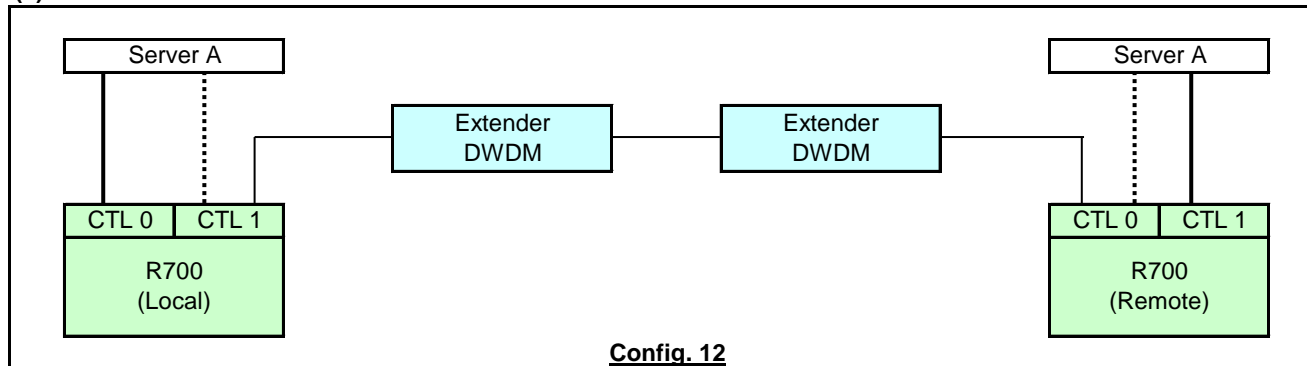 Server A
Server A
Extender
DWDM
Extender
DWDM
CTL 0
CTL 1
CTL 0
CTL 1
R700
(Local)
R700
(Remote)
Config. 12